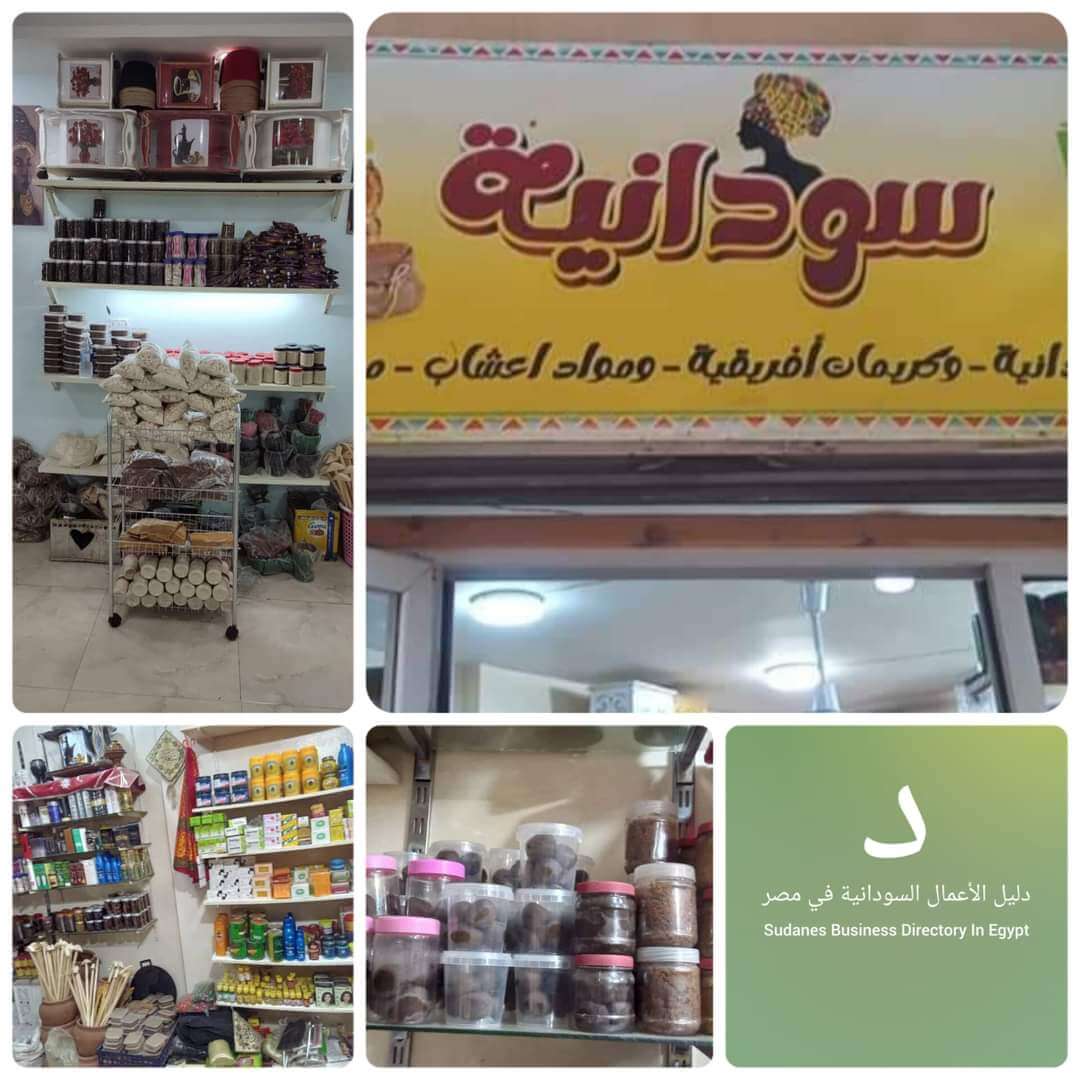 سودانية
دانية - وكريمات أفريقية - ومواد اعشاب -
د
دليل الأعمال السودانية في مصر
Sudanes Business Directory In Egypt